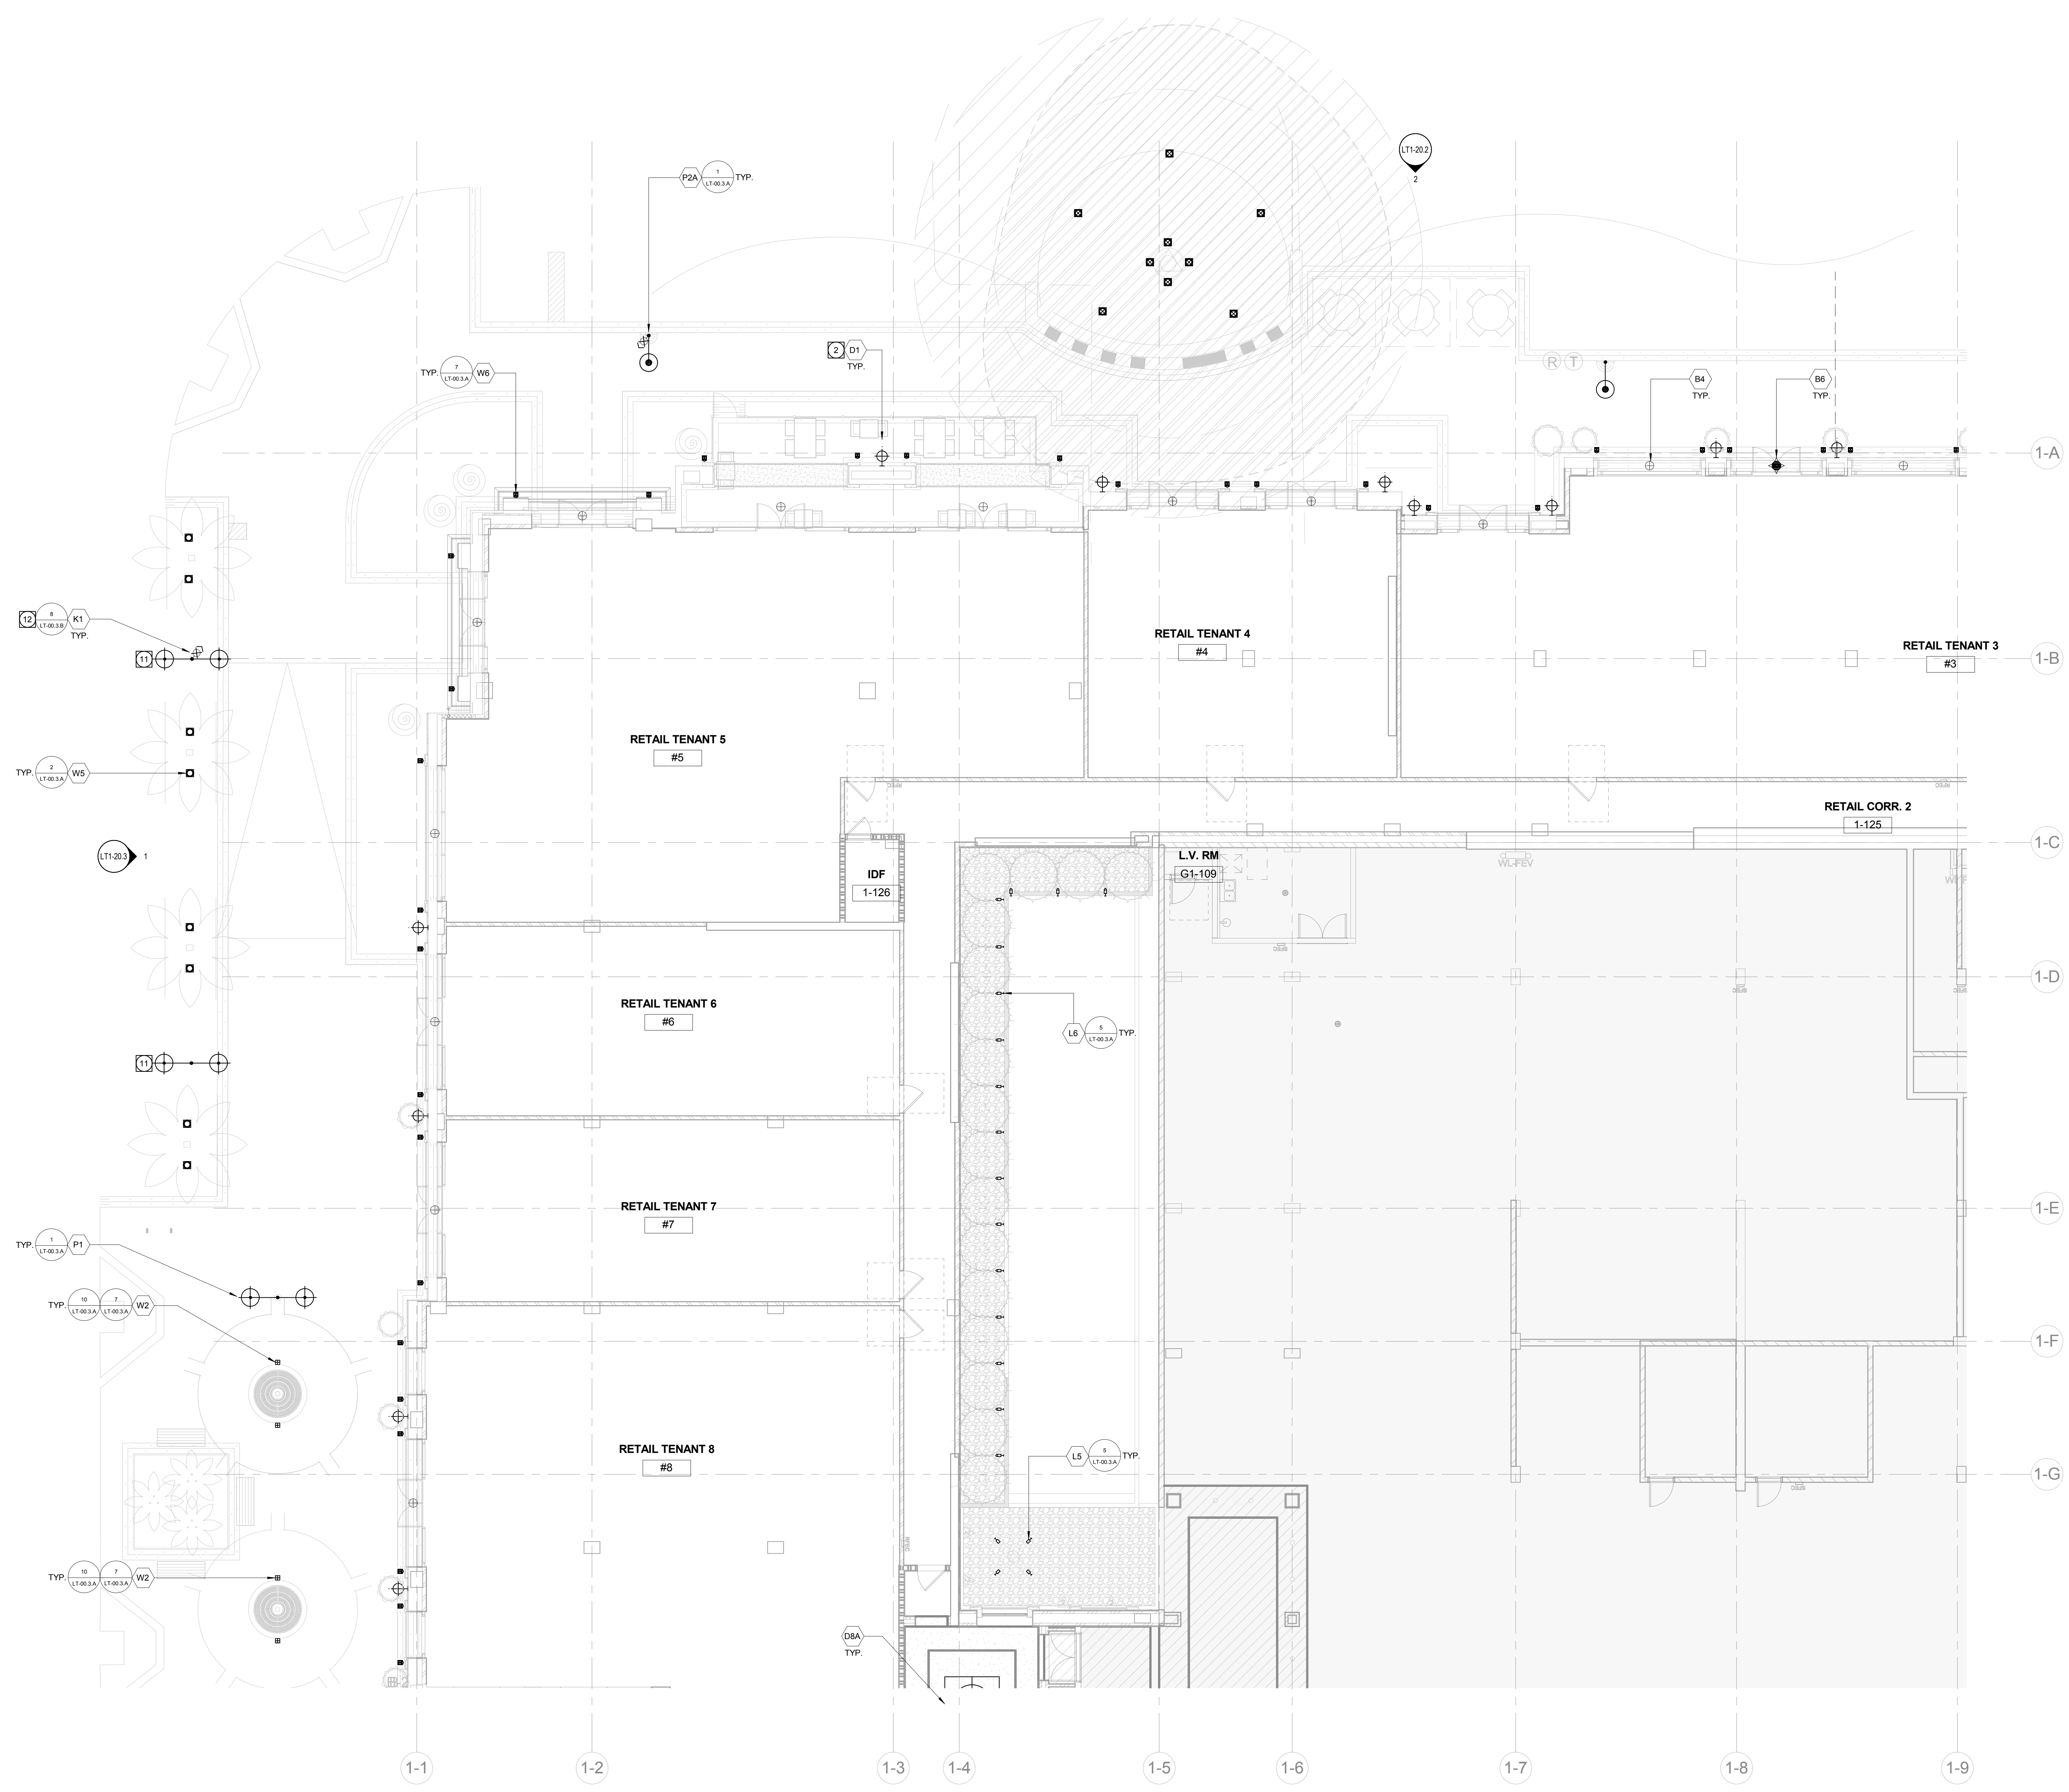 LT1-20.2
2
P2A
1
LT-00.3.A
TYP.
2
D1
TYP.
TYP.
7
LT-00.3.A
W6
R
T
B4
TYP.
B6
TYP.
1-A
12
8
LT-00.3.B
K1
TYP.
11
RETAIL TENANT 4
#4
RETAIL TENANT 3
#3
1-B
RETAIL TENANT 5
#5
TYP.
2
LT-00.3.A
W5
RETAIL CORR. 2
1-125
1-C
LT1-20.3
1
L.V. RM
G1-109
WL-FEV
IDF
1-126
1-D
RETAIL TENANT 6
#6
L6
5
LT-00.3.A
TYP.
11
RETAIL TENANT 7
#7
1-E
TYP.
1
LT-00.3.A
P1
TYP.
10
LT-00.3.A
7
LT-00.3.A
W2
1-F
RETAIL TENANT 8
#8
L5
5
LT-00.3.A
TYP.
1-G
TYP.
10
LT-00.3.A
7
LT-00.3.A
W2
D8A
TYP.
1-1
1-2
1-3
1-4
1-5
1-6
1-7
1-8
1-9